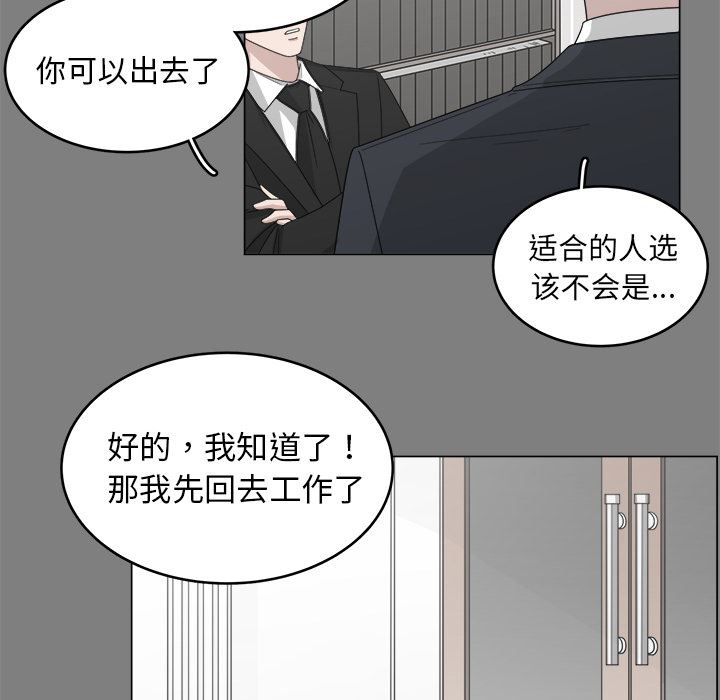 你可以出去了
适合的人选
该不会是...
好的，我知道了！
那我先回去工作了